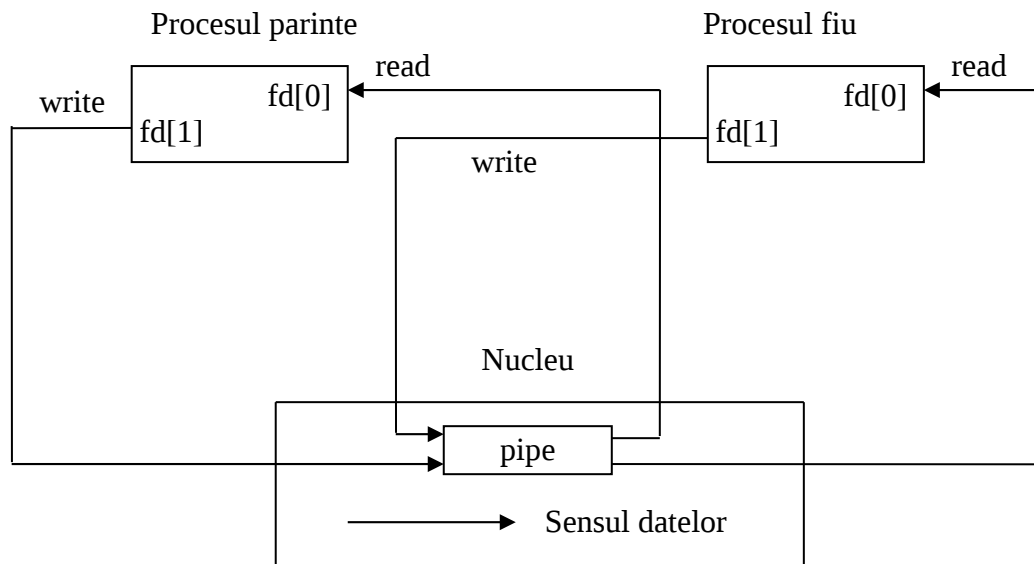 Procesul parinte
Procesul fiu
read
read
write
fd[0]
fd[0]
fd[1]
fd[1]
write
Nucleu
pipe
Sensul datelor